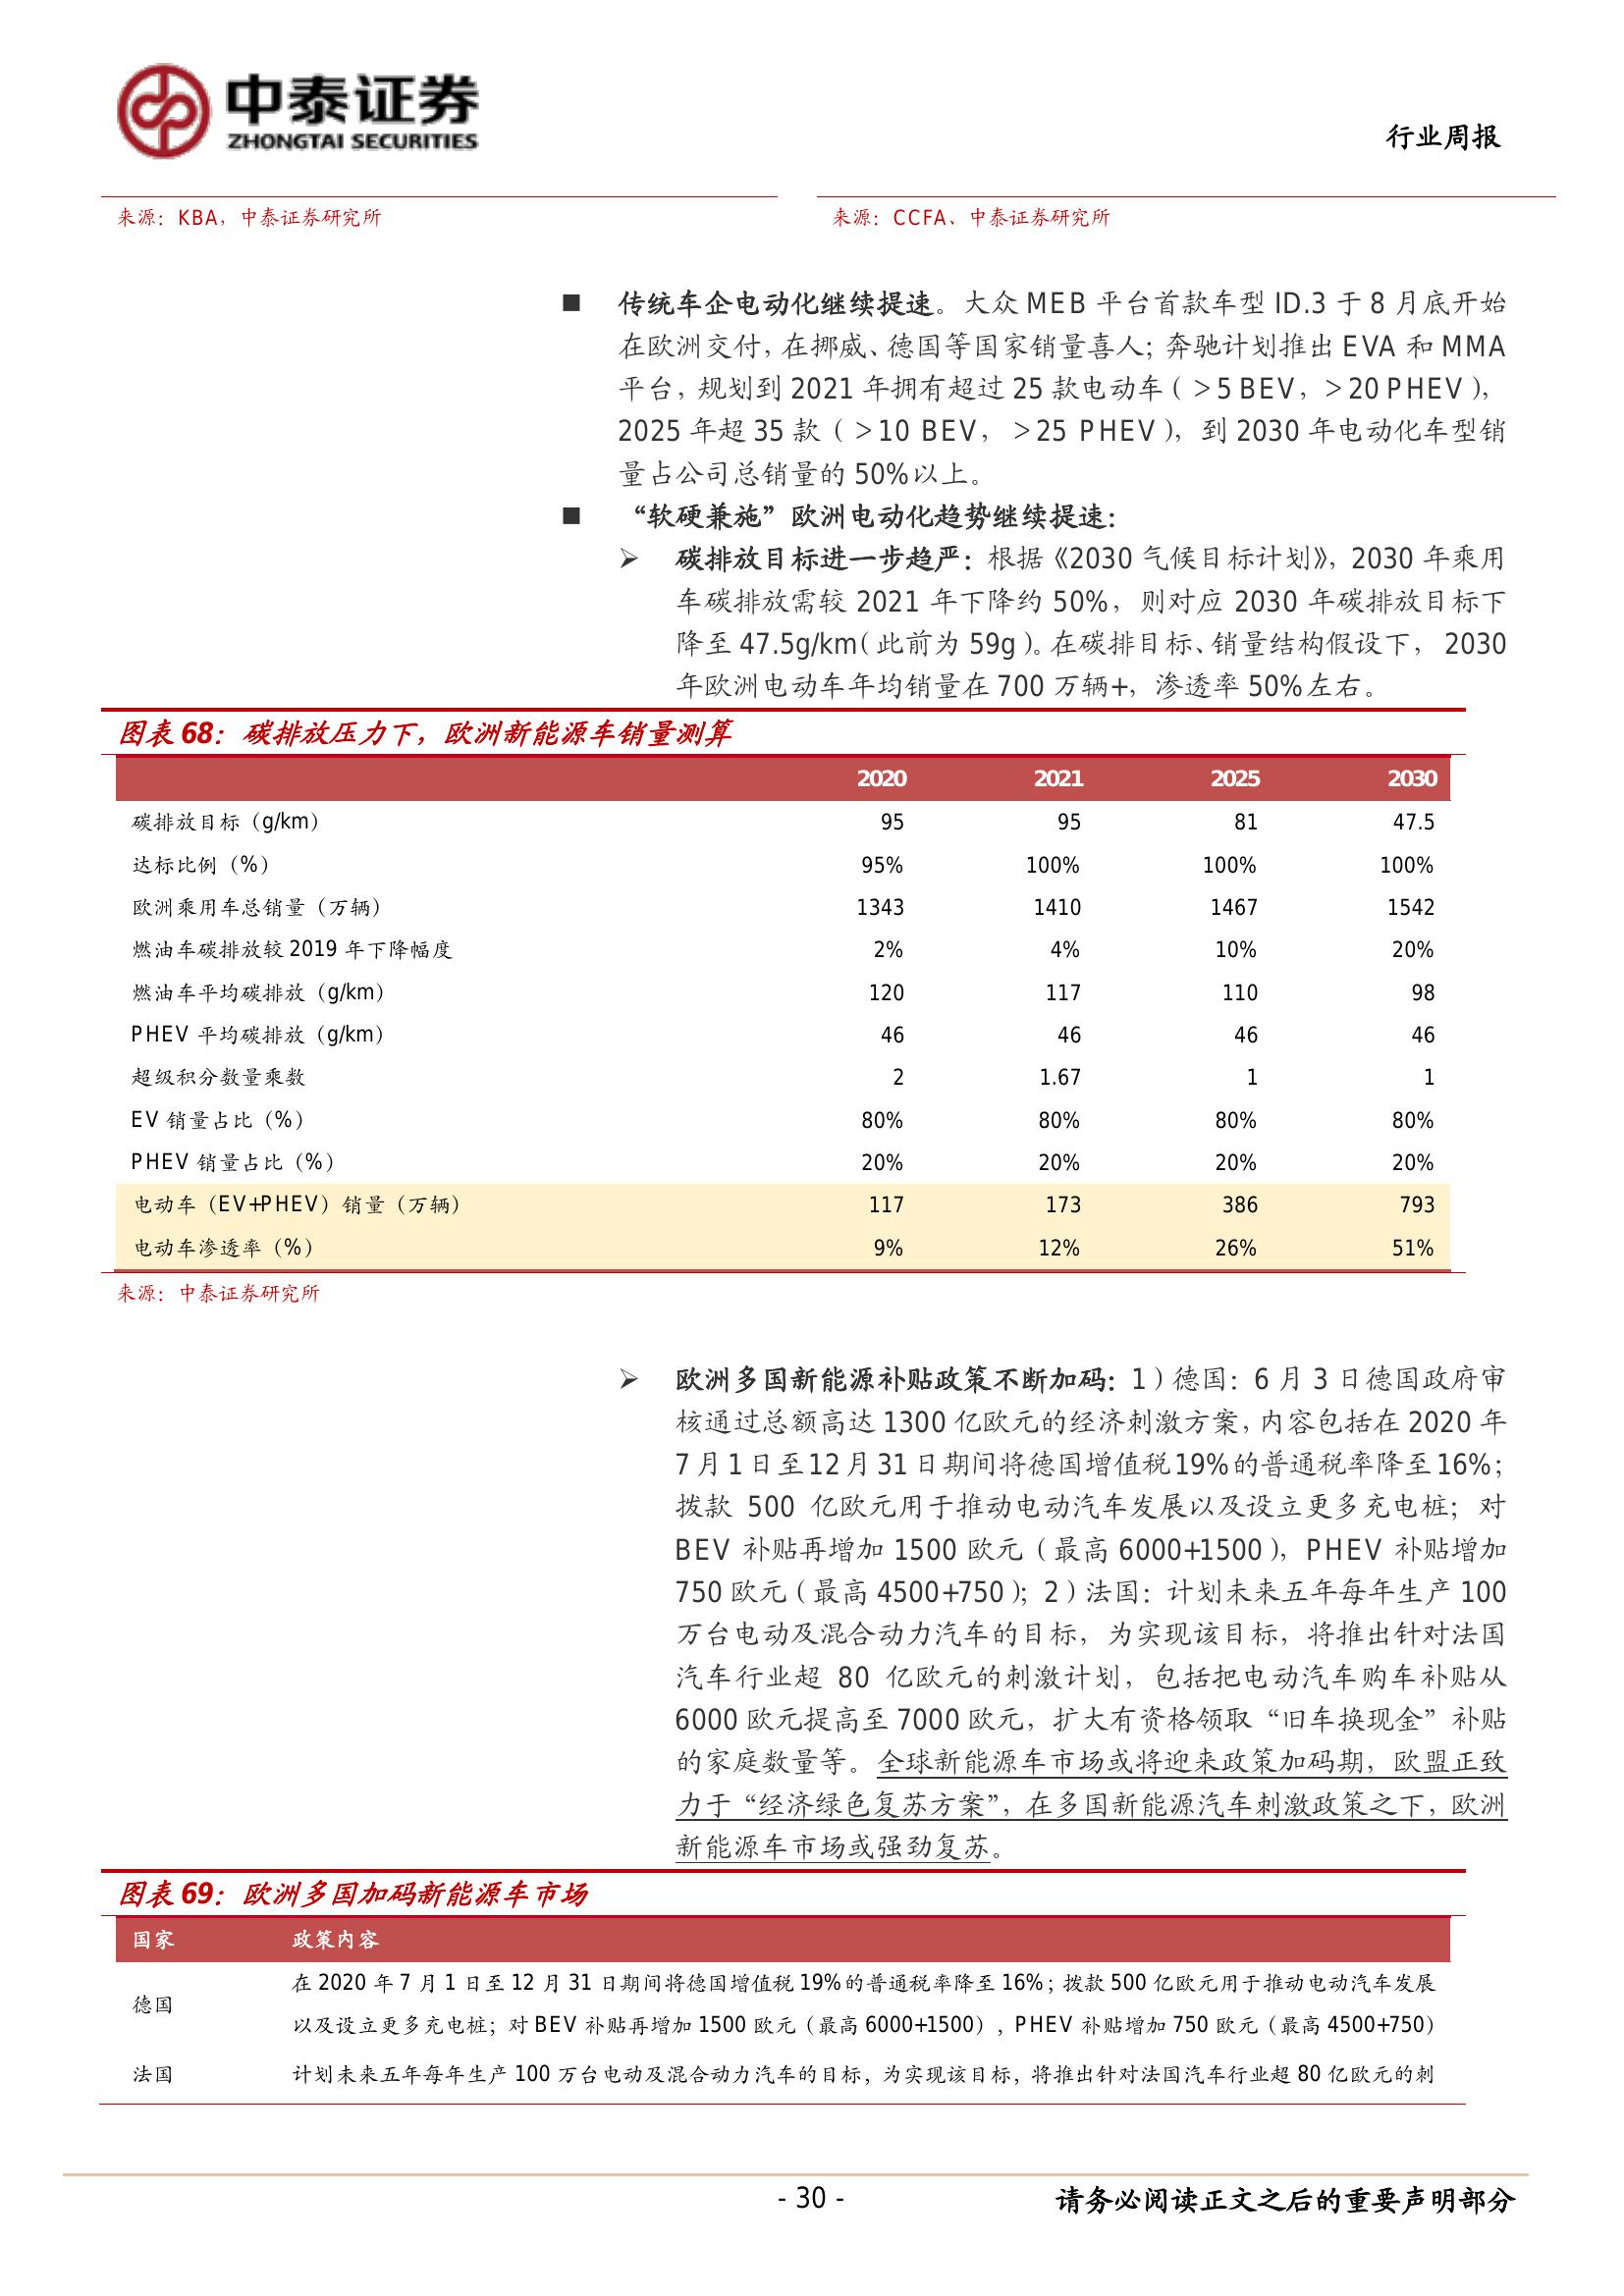 中泰证券
ZHONGTAI SECURITIES
行业周报
来源：KBA，中泰证券研究所
来源：CCFA、中泰证券研究所
■ 传统车企电动化继续提速。大众 MEB 平台首款车型 ID.3 于 8 月底开始
在欧洲交付，在挪威、德国等国家销量喜人；奔驰计划推出 EVA 和 MMA
平台，规划到 2021 年拥有超过 25 款电动车（＞5 BEV，＞20 PHEV），
2025 年超 35 款（＞10 BEV，＞25 PHEV），到 2030 年电动化车型销
量占公司总销量的 50%以上。
■ “软硬兼施”欧洲电动化趋势继续提速：
➢ 碳排放目标进一步趋严：根据《2030 气候目标计划》，2030 年乘用
车碳排放需较 2021 年下降约 50%，则对应 2030 年碳排放目标下
降至 47.5g/km（此前为 59g）。在碳排目标、销量结构假设下，2030
年欧洲电动车年均销量在 700 万辆+，渗透率 50%左右。
图表 68：碳排放压力下，欧洲新能源车销量测算
2020 2021 2025 2030
碳排放目标（g/km） 95 95 81 47.5
达标比例（%） 95% 100% 100% 100%
欧洲乘用车总销量（万辆） 1343 1410 1467 1542
燃油车碳排放较 2019 年下降幅度 2% 4% 10% 20%
燃油车平均碳排放（g/km） 120 117 110 98
PHEV 平均碳排放（g/km） 46 46 46 46
超级积分数量乘数 2 1.67 1 1
EV 销量占比（%） 80% 80% 80% 80%
PHEV 销量占比（%） 20% 20% 20% 20%
电动车（EV+PHEV）销量（万辆） 117 173 386 793
电动车渗透率（%） 9% 12% 26% 51%
来源：中泰证券研究所
➢ 欧洲多国新能源补贴政策不断加码：1）德国：6 月 3 日德国政府审
核通过总额高达 1300 亿欧元的经济刺激方案，内容包括在 2020 年
7 月 1 日至 12 月 31 日期间将德国增值税 19%的普通税率降至 16%；
拨款 500 亿欧元用于推动电动汽车发展以及设立更多充电桩；对
BEV 补贴再增加 1500 欧元（最高 6000+1500），PHEV 补贴增加
750 欧元（最高 4500+750）；2）法国：计划未来五年每年生产 100
万台电动及混合动力汽车的目标，为实现该目标，将推出针对法国
汽车行业超 80 亿欧元的刺激计划，包括把电动汽车购车补贴从
6000 欧元提高至 7000 欧元，扩大有资格领取“旧车换现金”补贴
的家庭数量等。全球新能源车市场或将迎来政策加码期，欧盟正致
力于“经济绿色复苏方案”，在多国新能源汽车刺激政策之下，欧洲
新能源车市场或强劲复苏。
图表 69：欧洲多国加码新能源车市场
国家 政策内容
德国
在 2020 年 7 月 1 日至 12 月 31 日期间将德国增值税 19%的普通税率降至 16%；拨款 500 亿欧元用于推动电动汽车发展
以及设立更多充电桩；对 BEV 补贴再增加 1500 欧元（最高 6000+1500），PHEV 补贴增加 750 欧元（最高 4500+750）
法国 计划未来五年每年生产 100 万台电动及混合动力汽车的目标，为实现该目标，将推出针对法国汽车行业超 80 亿欧元的刺
- 30 -
请务必阅读正文之后的重要声明部分